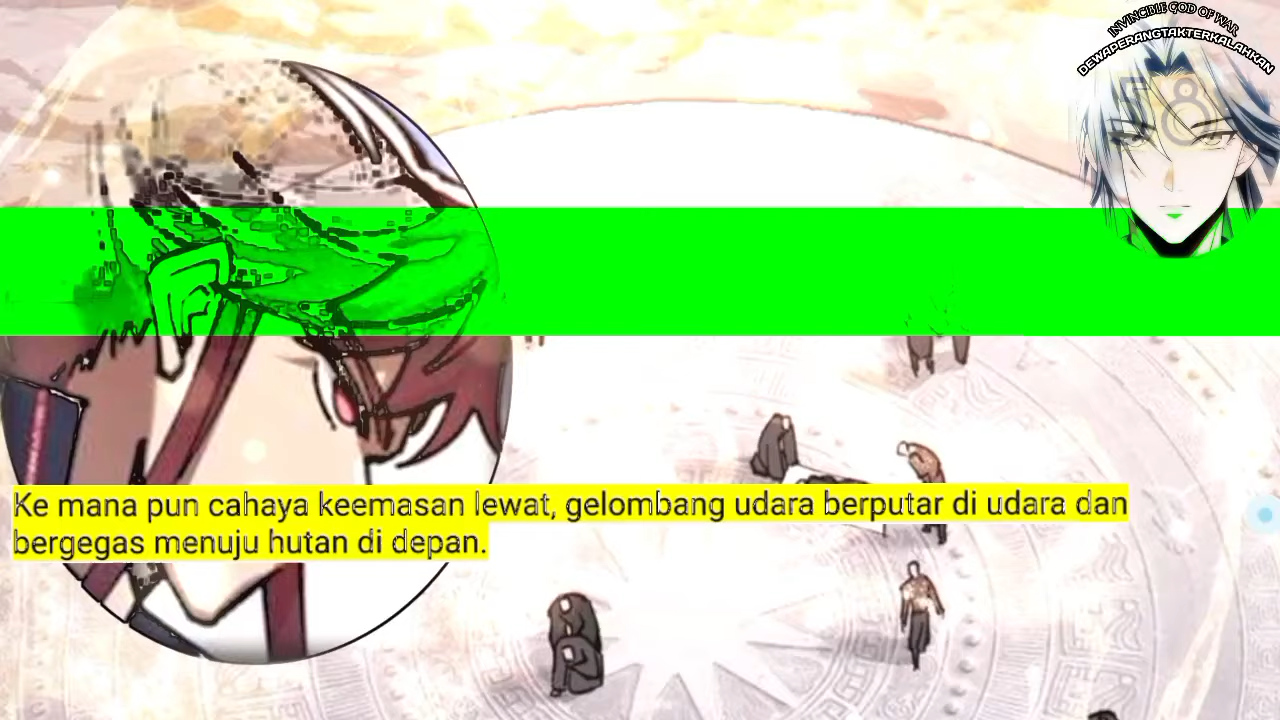 INVINCIBLE GOD OF WAR
DEWAPERANGTAKTERKALAHKAN
58
Ke mana pun cahaya keemasan lewat, gelombang udara berputar di udara dan
bergegas menuju hutan di depan.